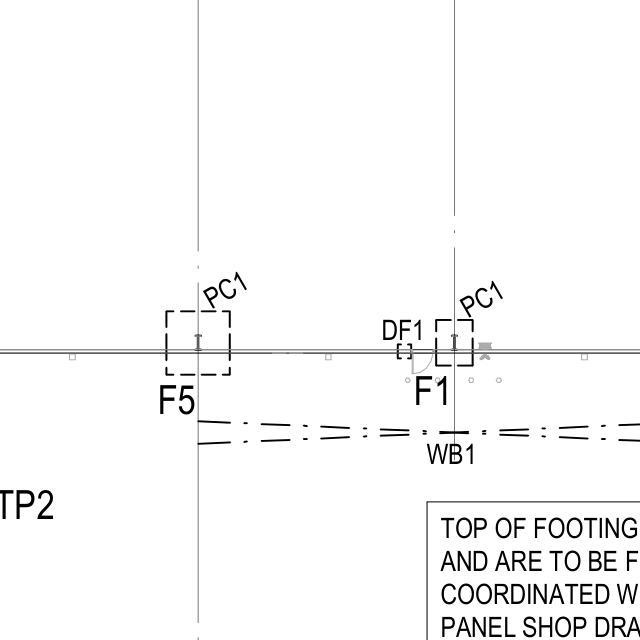 PC1
PC1
DF1
F5
F1
WB1
TP2
TOP OF FOOTING
AND ARE TO BE F
COORDINATED W
PANEL SHOP DRA